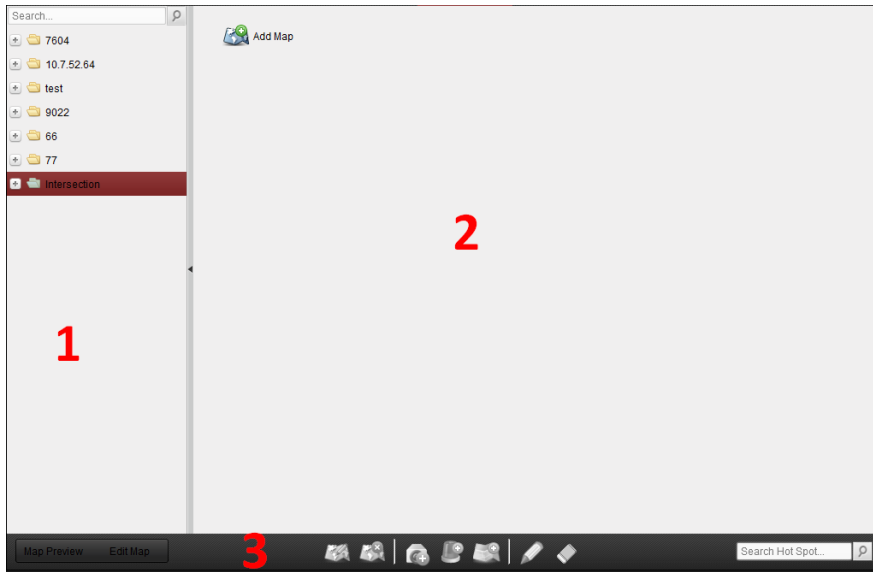 Search...
7604
10.7.52.64
test
9022
66
77
Intersection
Add Map
1
2
3
Map Preview
Edit Map
Search Hot Spot...